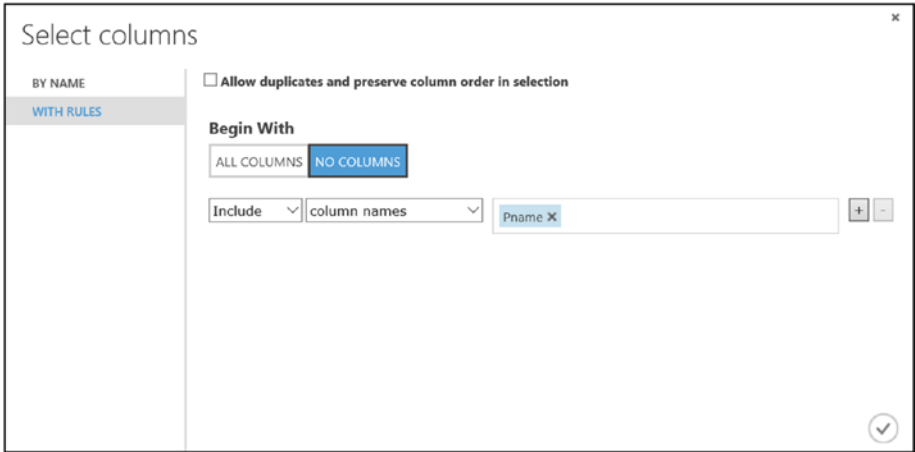 Select columns
BY NAME
WITH RULES
Allow duplicates and preserve column order in selection
Begin With
ALL COLUMNS NO COLUMNS
Include column names Pname × + -